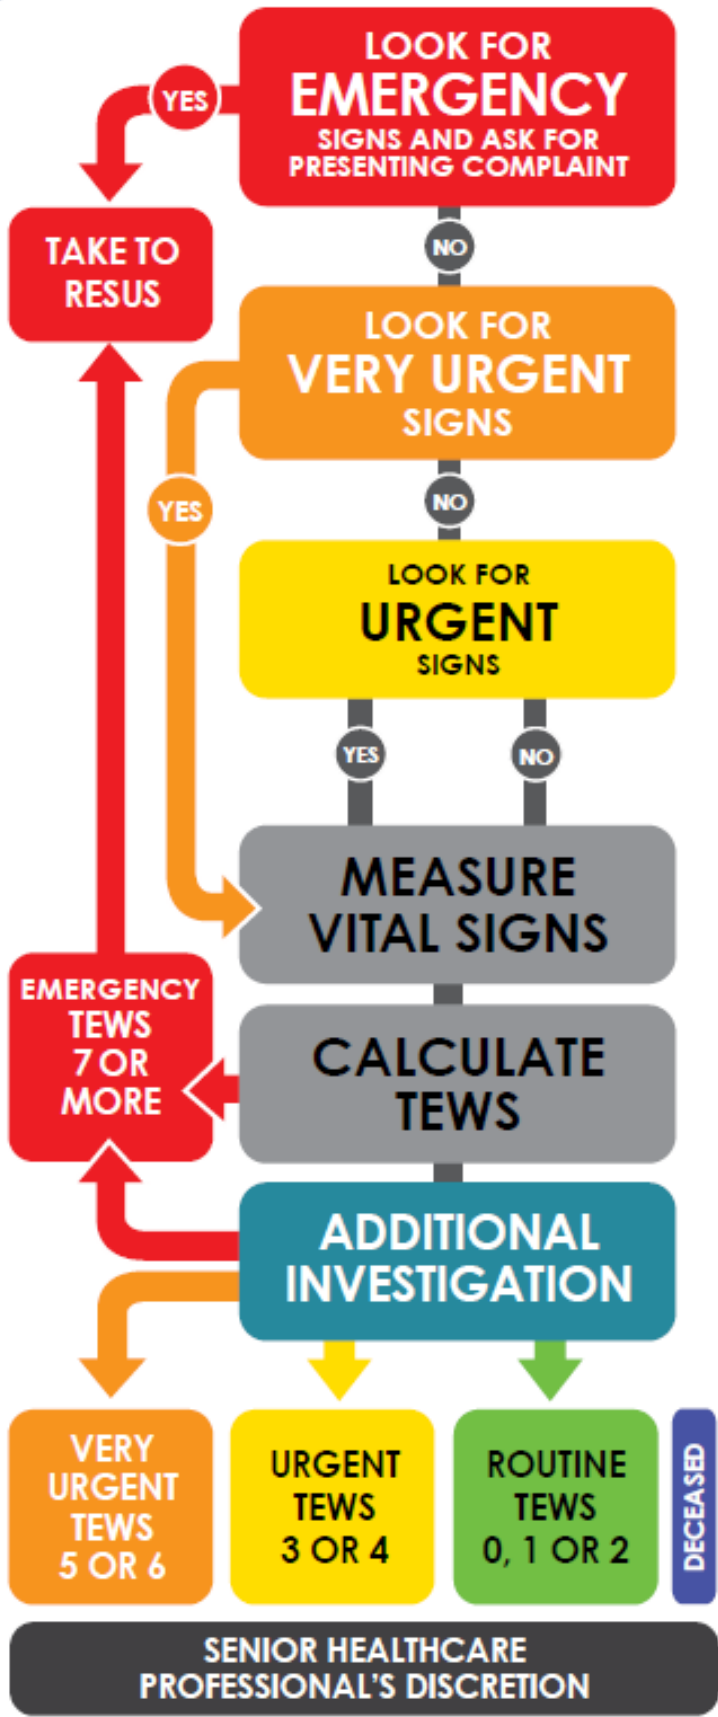 LOOK FOR
EMERGENCY
SIGNS AND ASK FOR
PRESENTING COMPLAINT
YES
NO
TAKE TO
RESUS
LOOK FOR
VERY URGENT
SIGNS
YES
NO
LOOK FOR
URGENT
SIGNS
YES
NO
MEASURE
VITAL SIGNS
EMERGENCY
TEWS
7 OR
MORE
CALCULATE
TEWS
ADDITIONAL
INVESTIGATION
VERY
URGENT
TEWS
5 OR 6
URGENT
TEWS
3 OR 4
ROUTINE
TEWS
0, 1 OR 2
DECEASED
SENIOR HEALTHCARE
PROFESSIONAL'S DISCRETION